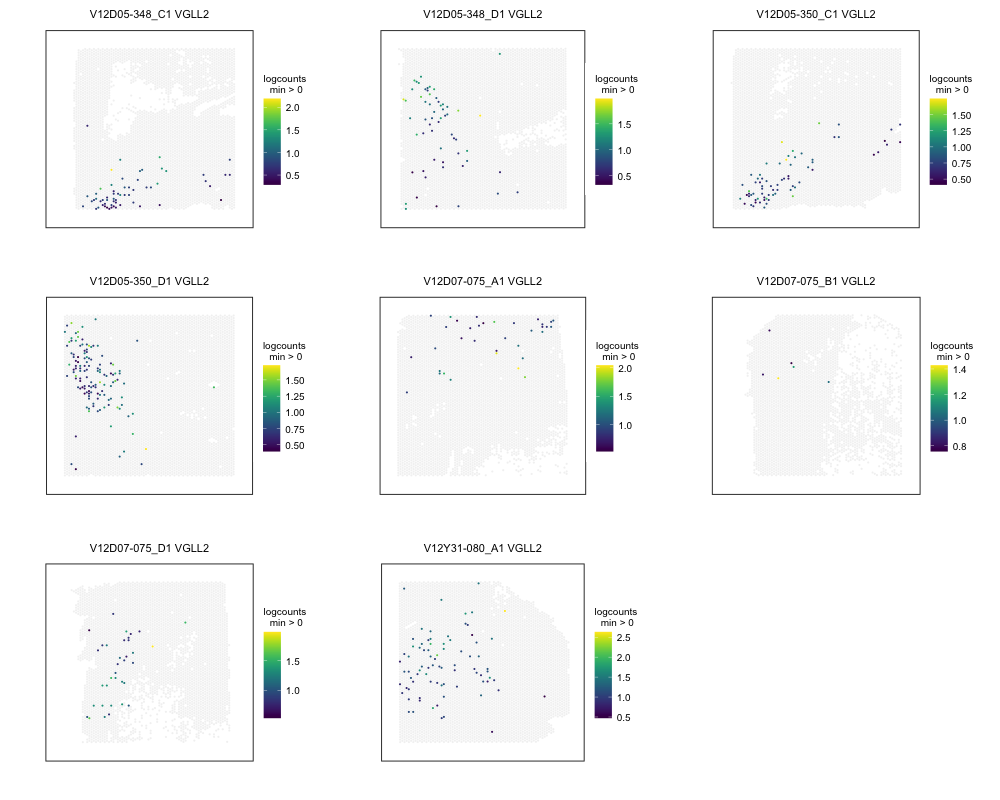 V12D05-348_C1 VGLL2
logcounts
min > 0
2.0
1.5
1.0
0.5
V12D05-348_D1 VGLL2
logcounts
min > 0
1.5
1.0
0.5
V12D05-350_C1 VGLL2
logcounts
min > 0
1.50
1.25
1.00
0.75
0.50
V12D05-350_D1 VGLL2
logcounts
min > 0
1.50
1.25
1.00
0.75
0.50
V12D07-075_A1 VGLL2
logcounts
min > 0
2.0
1.5
1.0
V12D07-075_B1 VGLL2
logcounts
min > 0
1.4
1.2
1.0
0.8
V12D07-075_D1 VGLL2
logcounts
min > 0
1.5
1.0
V12Y31-080_A1 VGLL2
logcounts
min > 0
2.5
2.0
1.5
1.0
0.5